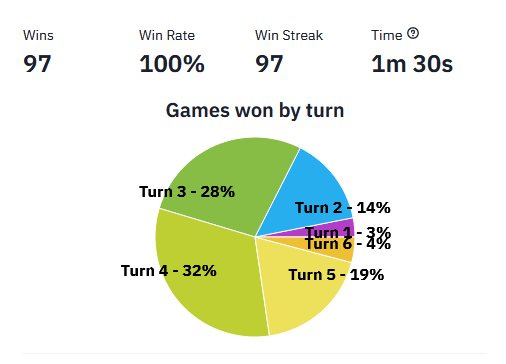 Wins Win Rate Win Streak Time
97 100% 97 1m 30s
Games won by turn
Turn 3 - 28%
Turn 2 - 14%
Turn 1 - 3%
Turn 6 - 4%
Turn 4 - 32%
Turn 5 - 19%